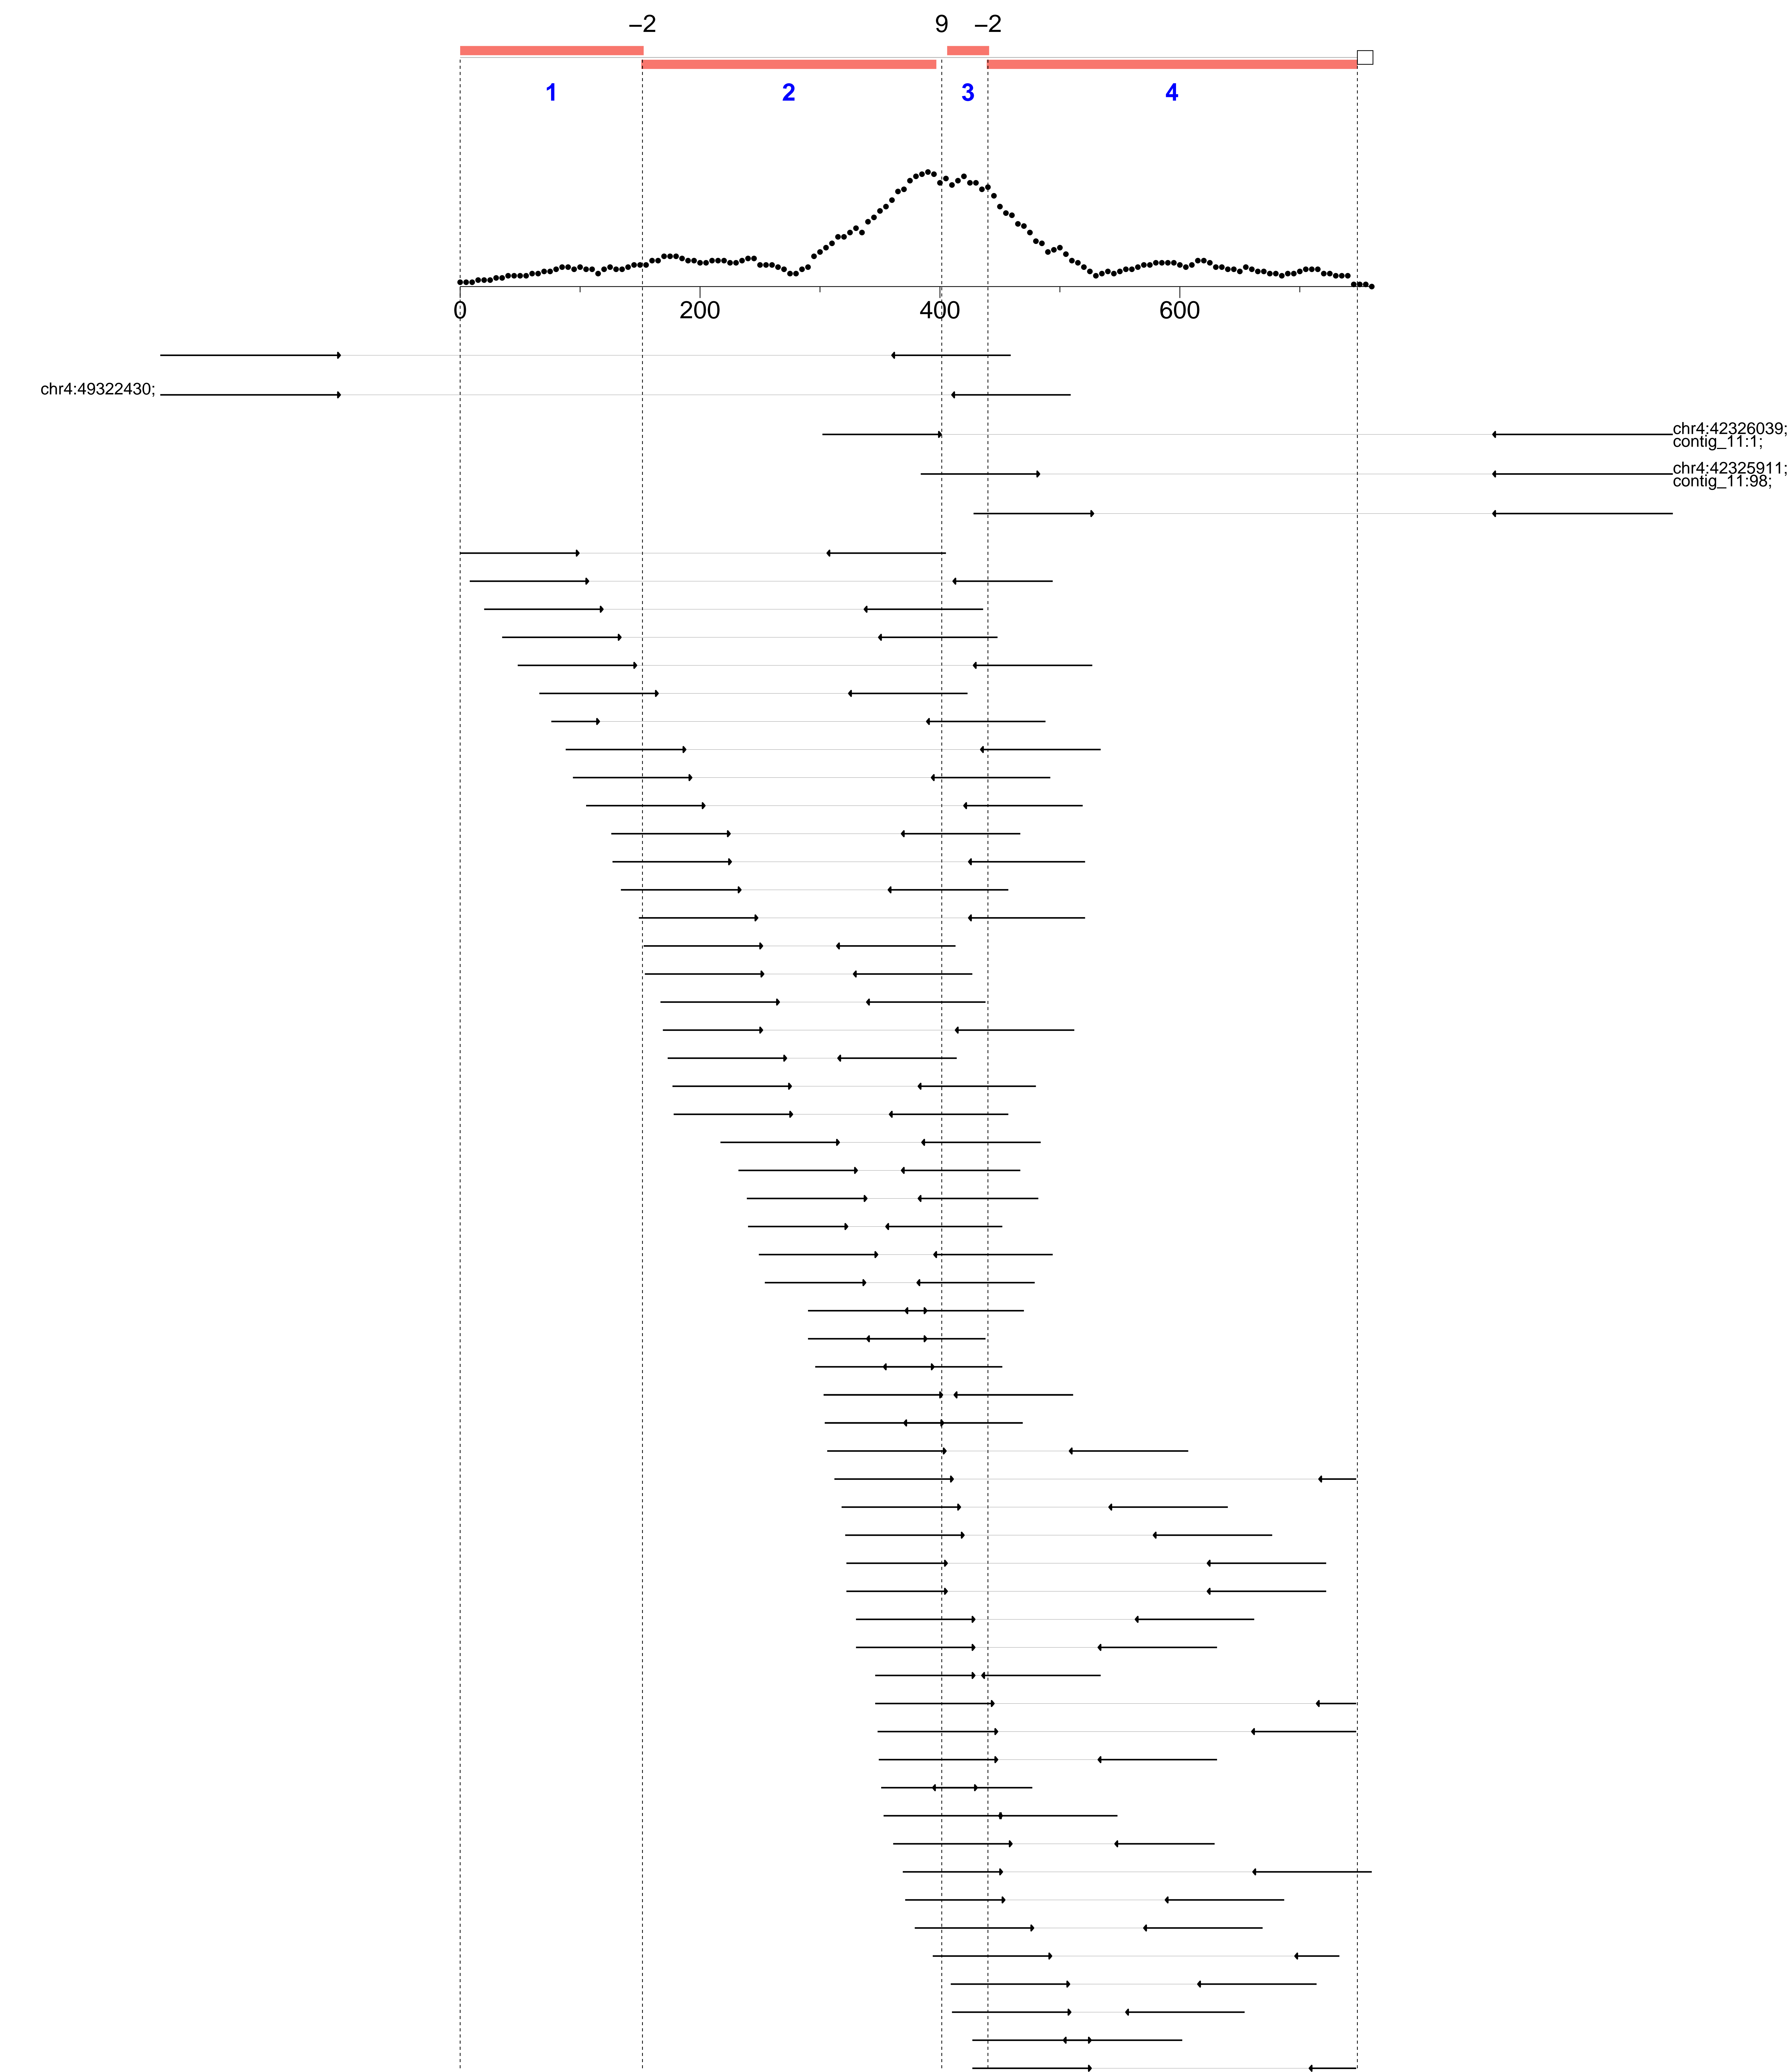 −2 9 −2
1 2 3 4
0 200 400 600
chr4:49322430;
chr4:42326039;
contig_11:1;
chr4:42325911;
contig_11:98;